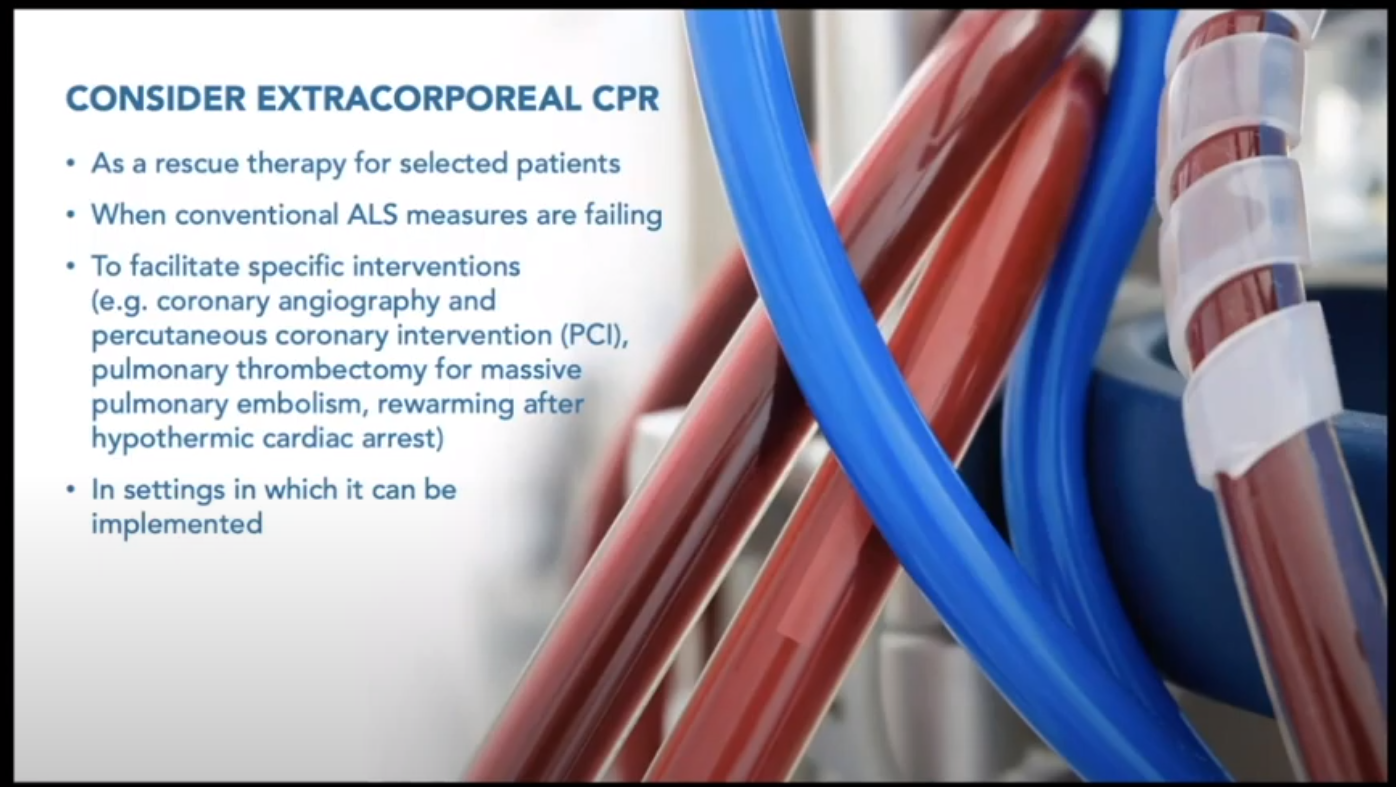 CONSIDER EXTRACORPOREAL CPR
• As a rescue therapy for selected patients
• When conventional ALS measures are failing
• To facilitate specific interventions
(e.g. coronary angiography and
percutaneous coronary intervention (PCI),
pulmonary thrombectomy for massive
pulmonary embolism, rewarming after
hypothermic cardiac arrest)
• In settings in which it can be
implemented